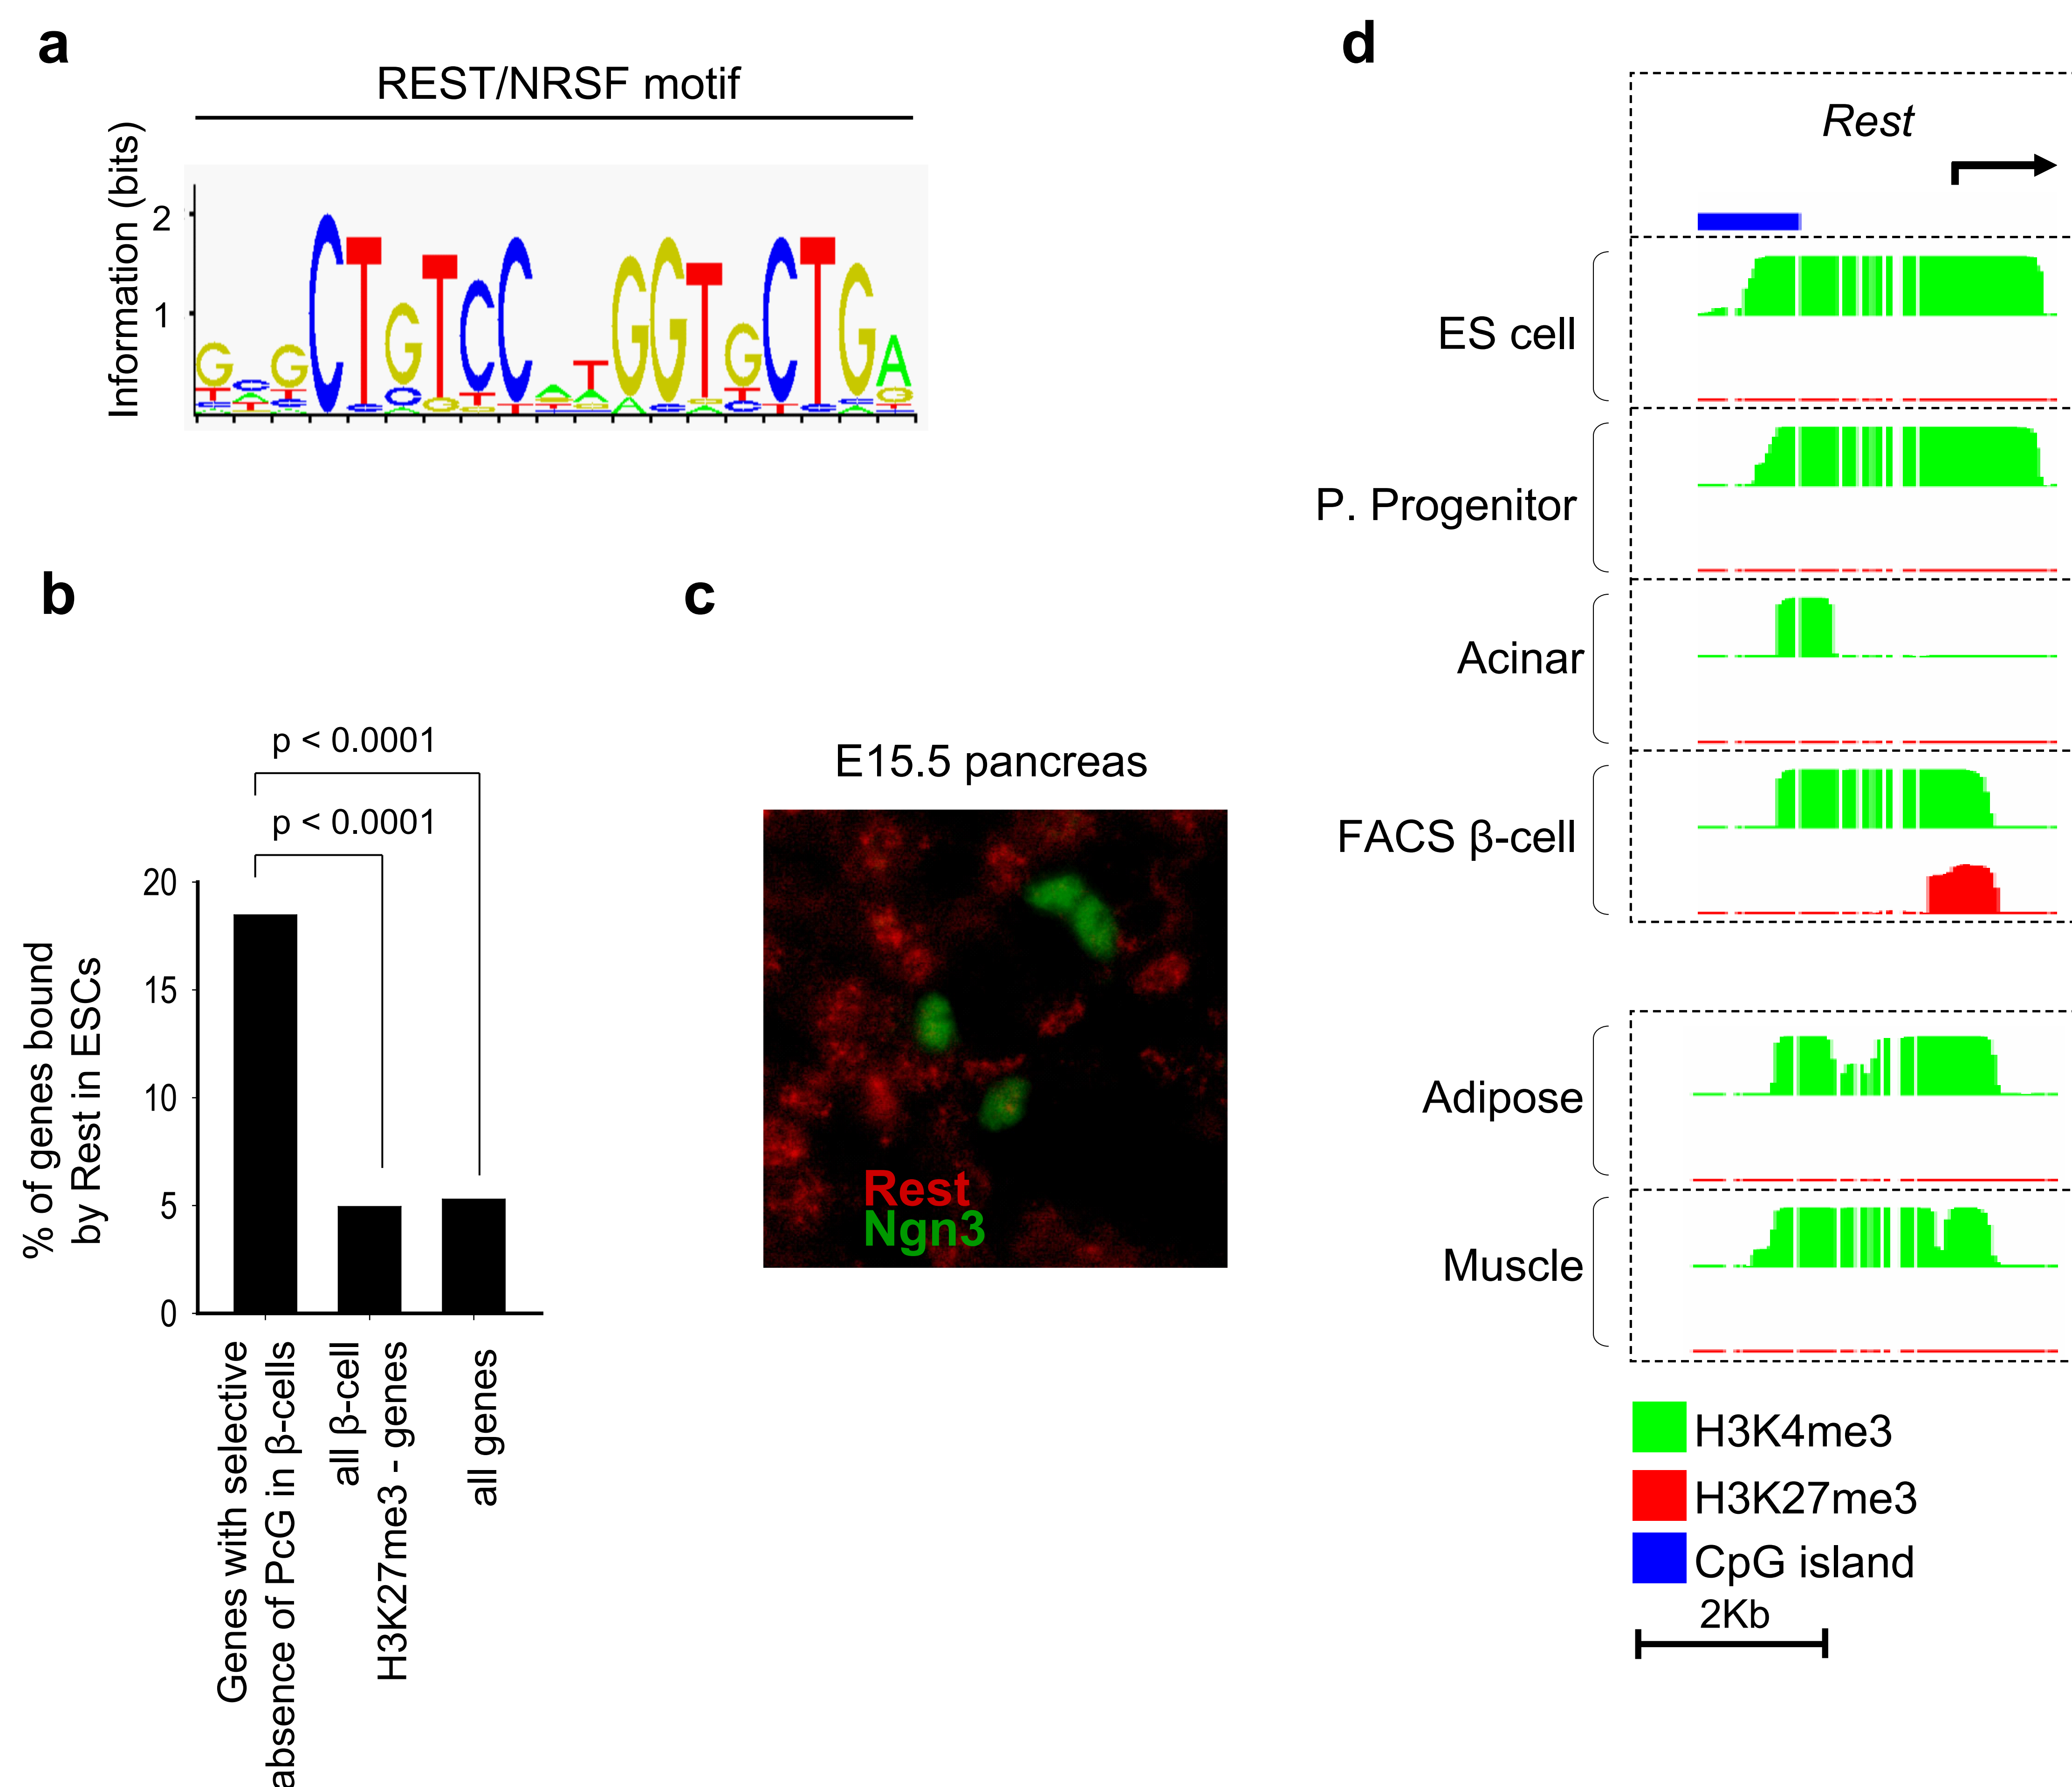 a
REST/NRSF motif
Information (bits)
2
1
b
p < 0.0001
p < 0.0001
% of genes bound
by Rest in ESCs
20
15
10
5
0
Genes with selective
absence of PcG in β-cells
all β-cell
H3K27me3 - genes
all genes
c
E15.5 pancreas
Rest
Ngn3
d
Rest
ES cell
P. Progenitor
Acinar
FACS β-cell
Adipose
Muscle
H3K4me3
H3K27me3
CpG island
2Kb